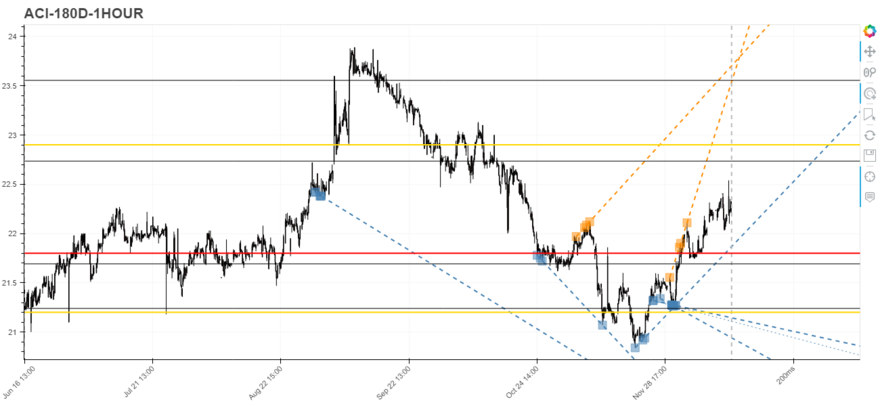 ACI-180D-1HOUR
24
23.5
23
22.5
22
21.5
21
Jun 16 13:00
Jul 21 13:00
Aug 22 15:00
Sep 22 13:00
Oct 24 14:00
Nov 28 17:00
200ms